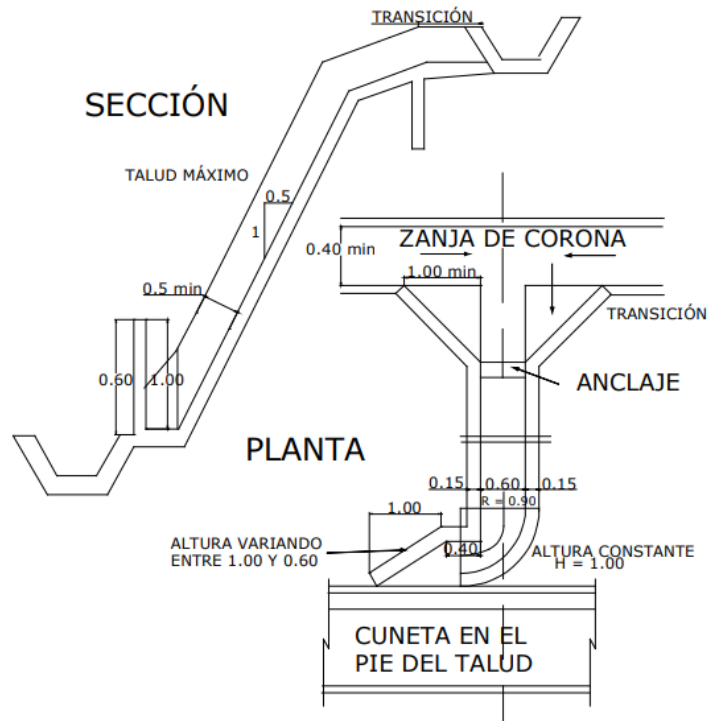 TRANSICIÓN
SECCIÓN
TALUD MÁXIMO
0.5
1
0.5 min
0.60
1.00
0.40 min
ZANJA DE CORONA
1.00 min
TRANSICIÓN
ANCLAJE
PLANTA
0.15
0.60
0.15
R = 0.90
1.00
0.40
ALTURA VARIANDO
ENTRE 1.00 Y 0.60
ALTURA CONSTANTE
H = 1.00
CUNETA EN EL
PIE DEL TALUD